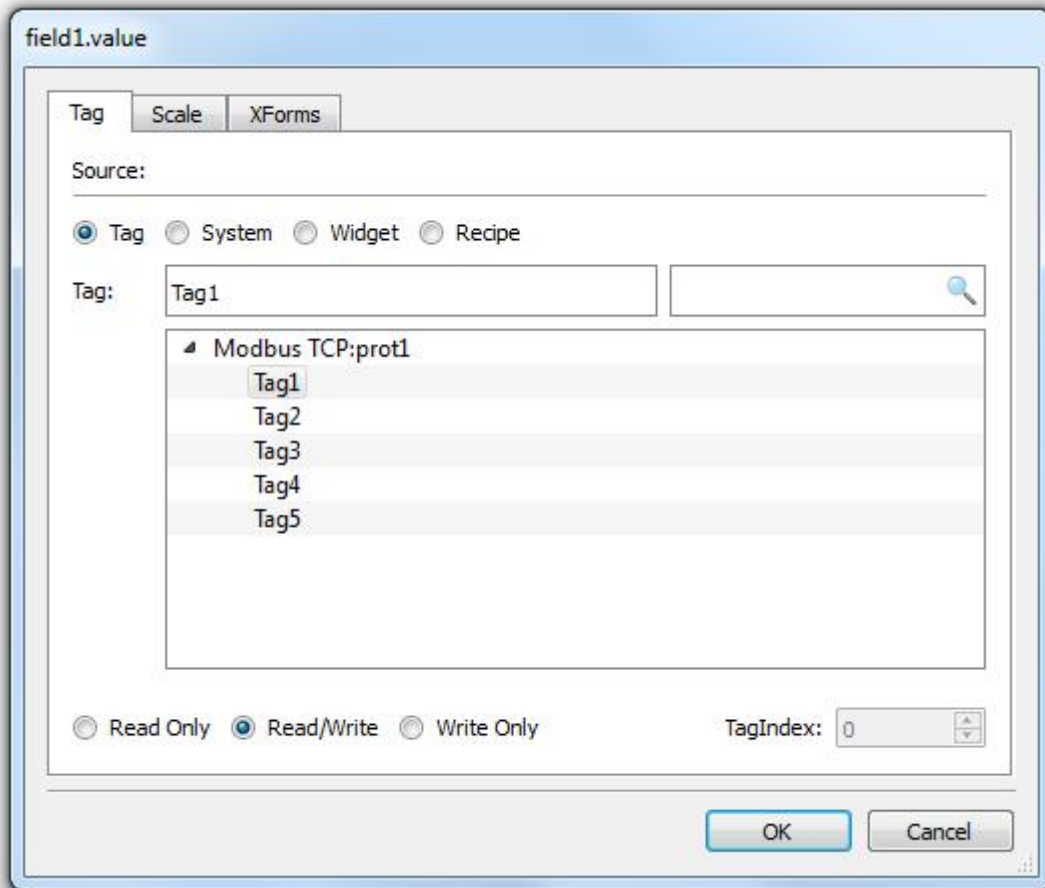 field1.value
Tag Scale XForms
Source:
Tag System Widget Recipe
Tag: Tag1
Modbus TCP:prot1
Tag1
Tag2
Tag3
Tag4
Tag5
Read Only Read/Write Write Only TagIndex: 0
OK Cancel